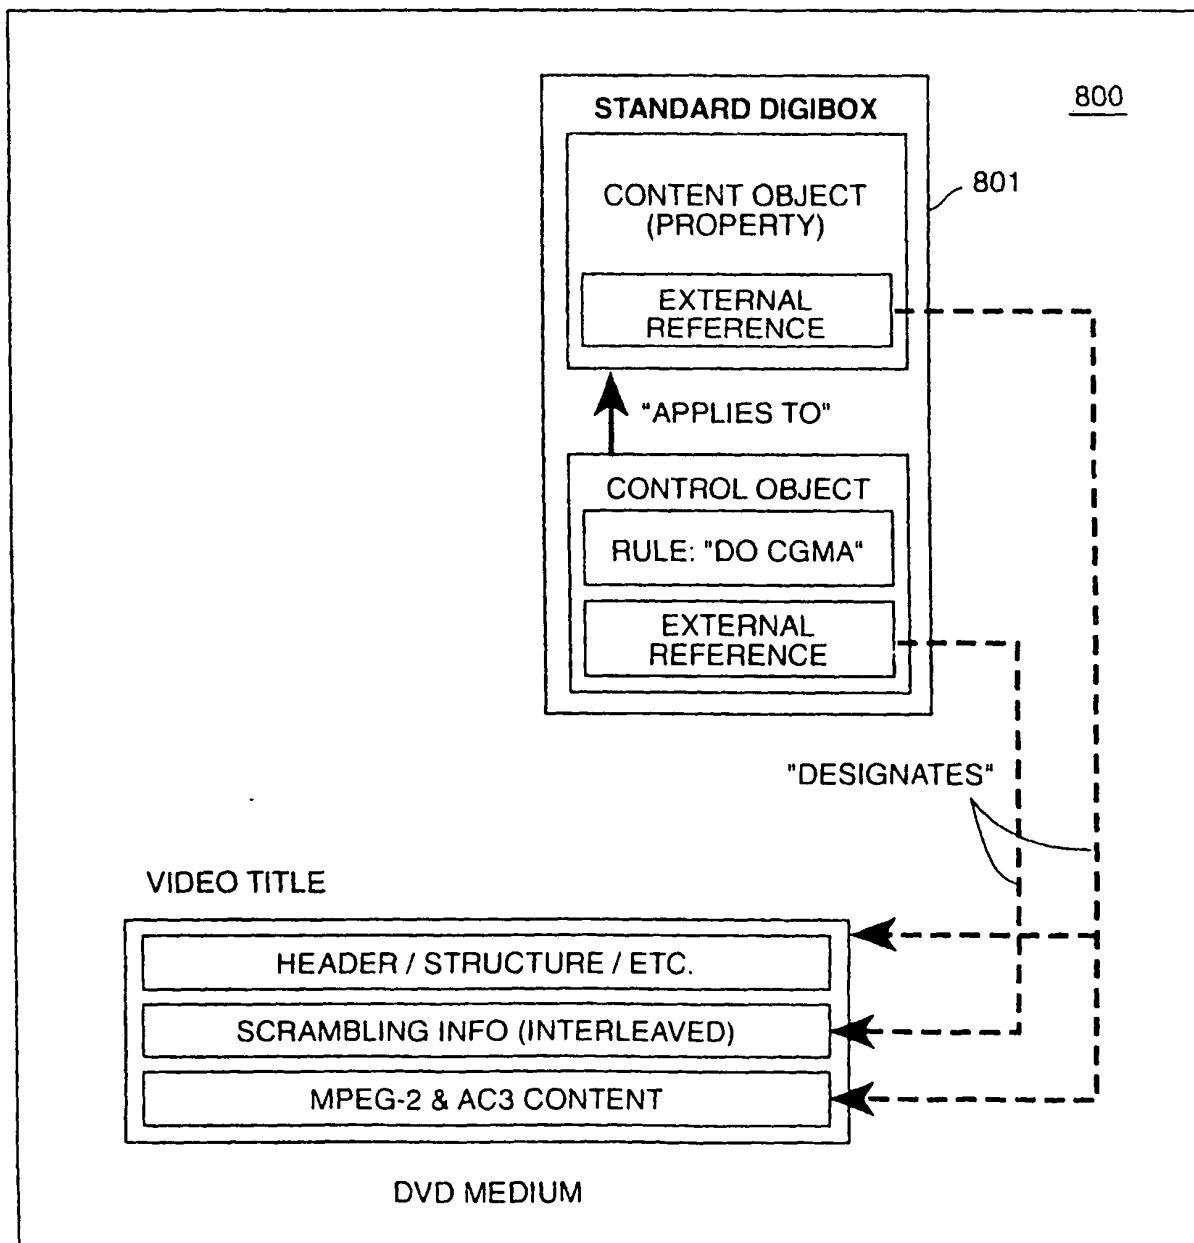 STANDARD DIGIBOX
800
CONTENT OBJECT
(PROPERTY)
801
EXTERNAL
REFERENCE
"APPLIES TO"
CONTROL OBJECT
RULE: "DO CGMA"
EXTERNAL
REFERENCE
"DESIGNATES"
VIDEO TITLE
HEADER / STRUCTURE / ETC.
SCRAMBLING INFO (INTERLEAVED)
MPEG-2 & AC3 CONTENT
DVD MEDIUM